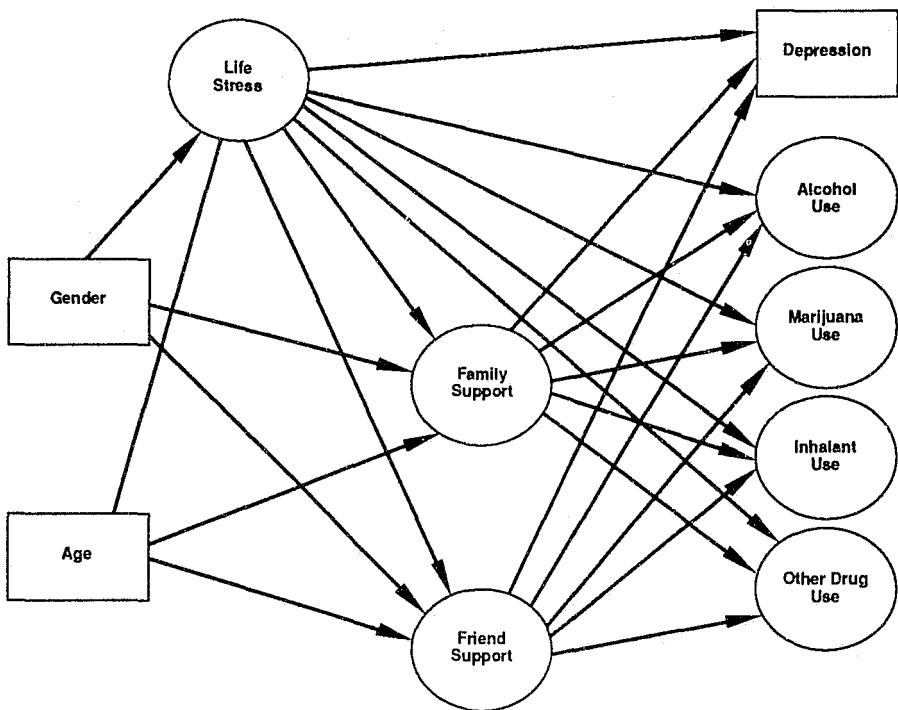 Life
Stress
Depression
Alcohol
Use
Gender
Marijuana
Use
Family
Support
Inhalant
Use
Age
Other Drug
Use
Friend
Support